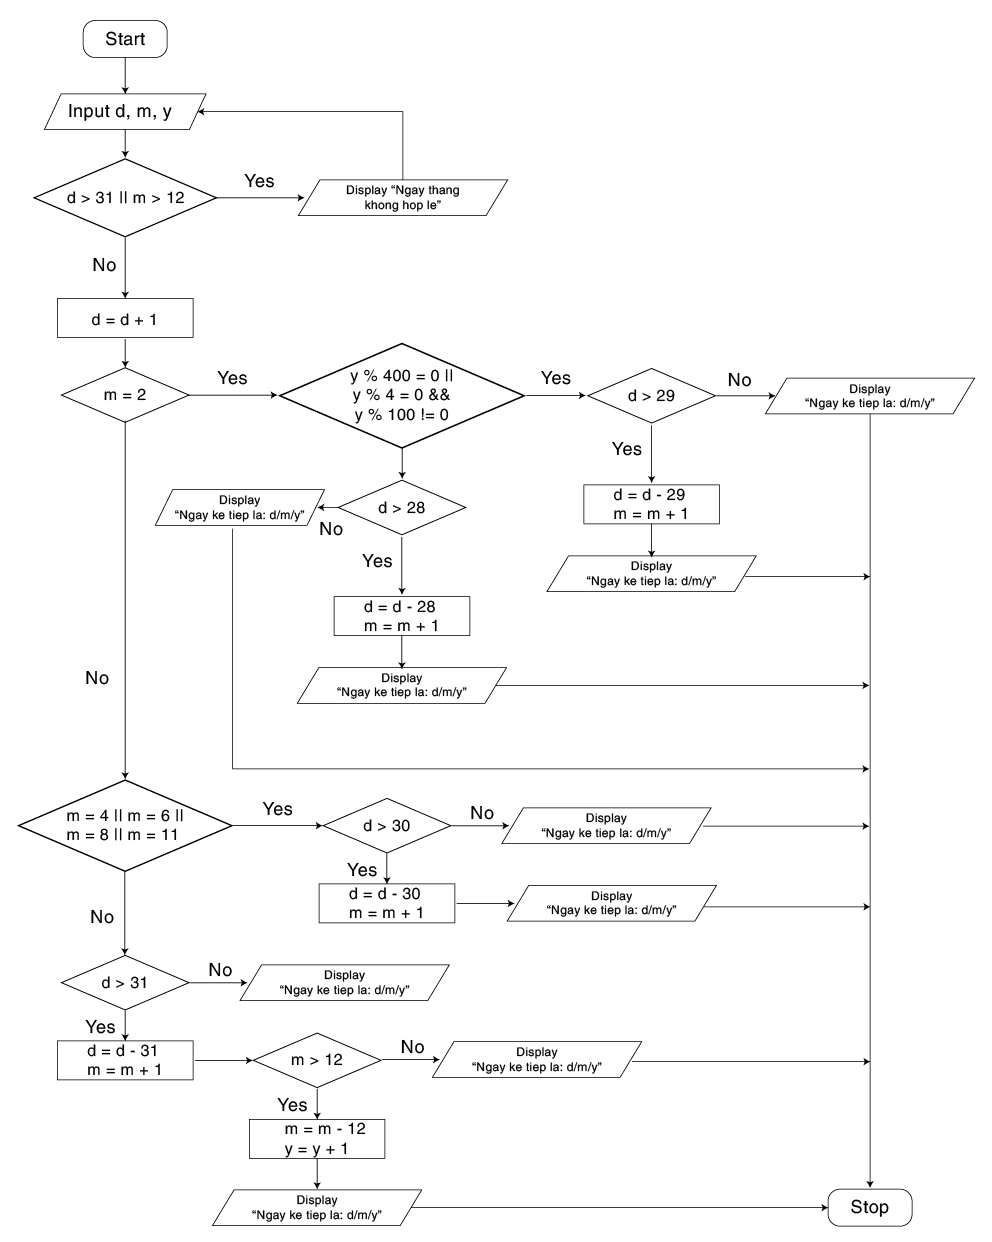 Start
Input d, m, y
d > 31 || m > 12
Yes
Display “Ngay thang
khong hop le”
No
d = d + 1
m = 2
Yes
y % 400 = 0 ||
y % 4 = 0 &&
y % 100 != 0
Yes
d > 29
No
Display
“Ngay ke tiep la: d/m/y”
Yes
d = d - 29
m = m + 1
Display
“Ngay ke tiep la: d/m/y”
d > 28
No
Display
“Ngay ke tiep la: d/m/y”
Yes
d = d - 28
m = m + 1
Display
“Ngay ke tiep la: d/m/y”
No
m = 4 || m = 6 ||
m = 8 || m = 11
Yes
d > 30
No
Display
“Ngay ke tiep la: d/m/y”
Yes
d = d - 30
m = m + 1
Display
“Ngay ke tiep la: d/m/y”
No
d > 31
No
Display
“Ngay ke tiep la: d/m/y”
Yes
d = d - 31
m = m + 1
m > 12
No
Display
“Ngay ke tiep la: d/m/y”
Yes
m = m - 12
y = y + 1
Display
“Ngay ke tiep la: d/m/y”
Stop